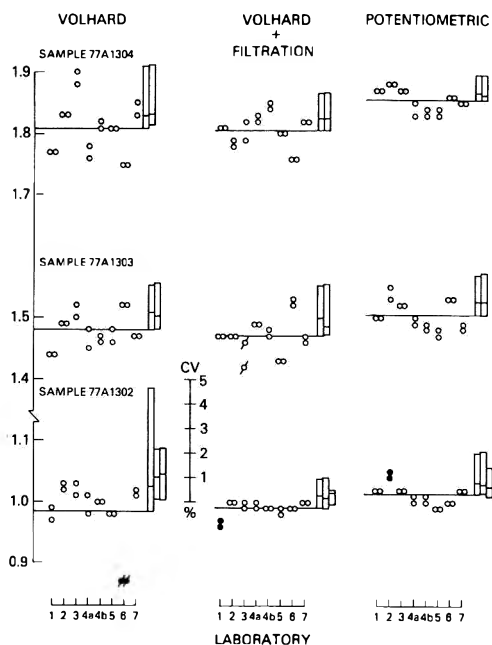 VOLHARD
VOLHARD
+
FILTRATION
POTENTIOMETRIC
SAMPLE 77A1304
1.9
1.8
1.7
SAMPLE 77A1303
1.5
1.4
SAMPLE 77A1302
CV
5
4
3
2
1
%
1.1
1.0
0.9
1 2 3 4a 4b 5 6 7
1 2 3 4a 4b 5 6 7
1 2 3 4a 4b 5 6 7
LABORATORY